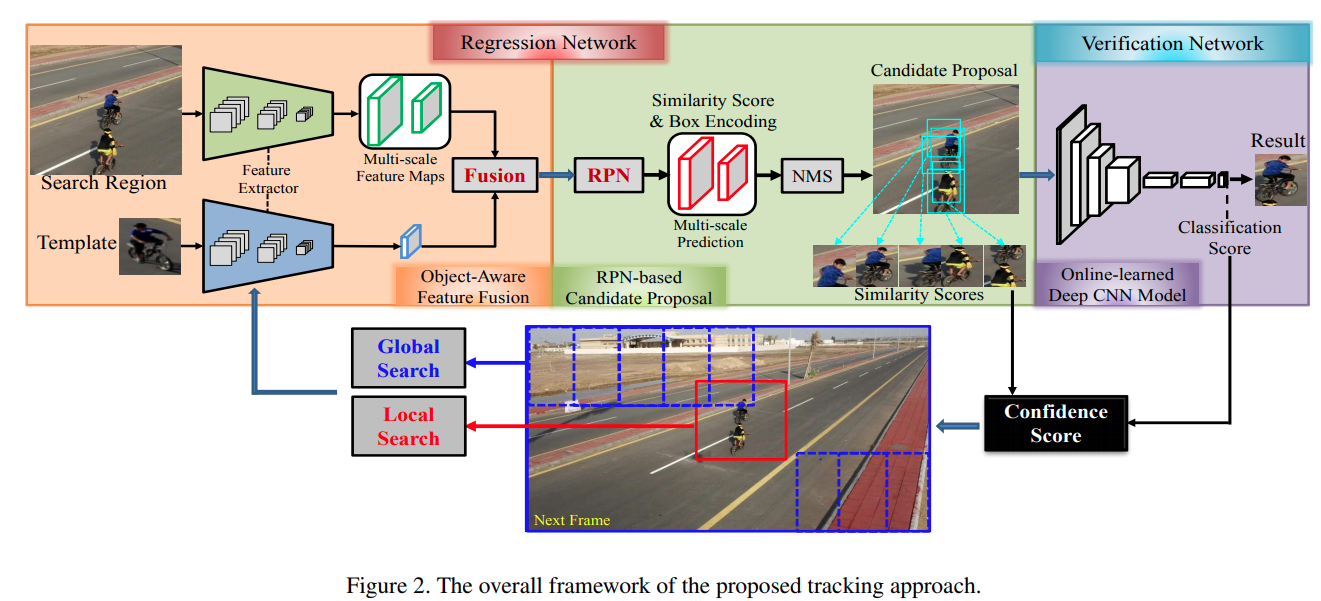 Regression Network
Verification Network
Search Region
Template
Feature
Extractor
Multi-scale
Feature Maps
Fusion
Object-Aware
Feature Fusion
RPN
Similarity Score
& Box Encoding
Multi-scale
Prediction
NMS
Candidate Proposal
Similarity Scores
RPN-based
Candidate Proposal
Result
Classification
Score
Online-learned
Deep CNN Model
Global
Search
Local
Search
Next Frame
Confidence
Score
Figure 2. The overall framework of the proposed tracking approach.